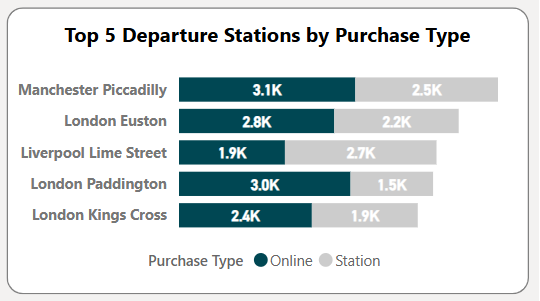 Top 5 Departure Stations by Purchase Type
Manchester Piccadilly 3.1K 2.5K
London Euston 2.8K 2.2K
Liverpool Lime Street 1.9K 2.7K
London Paddington 3.0K 1.5K
London Kings Cross 2.4K 1.9K
Purchase Type Online Station